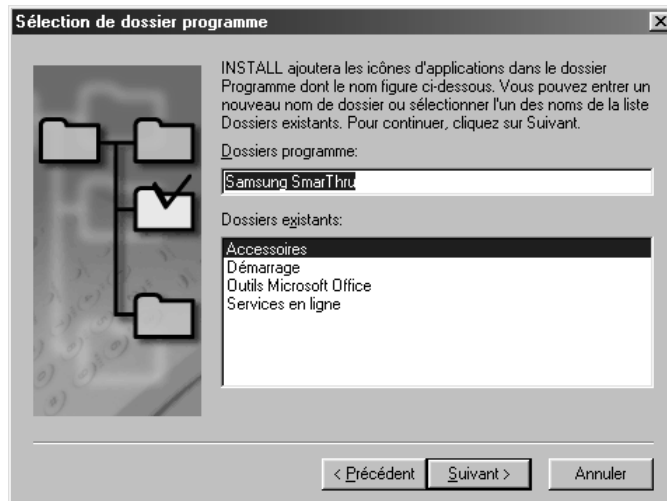 Sélection de dossier programme
INSTALL ajoutera les icônes d'applications dans le dossier
Programme dont le nom figure ci-dessous. Vous pouvez entrer un
nouveau nom de dossier ou sélectionner l'un des noms de la liste
Dossiers existants. Pour continuer, cliquez sur Suivant.
Dossiers programme:
Samsung SmarThru
Dossiers existants:
Accessoires
Démarrage
Outils Microsoft Office
Services en ligne
< Précédent
Suivant >
Annuler